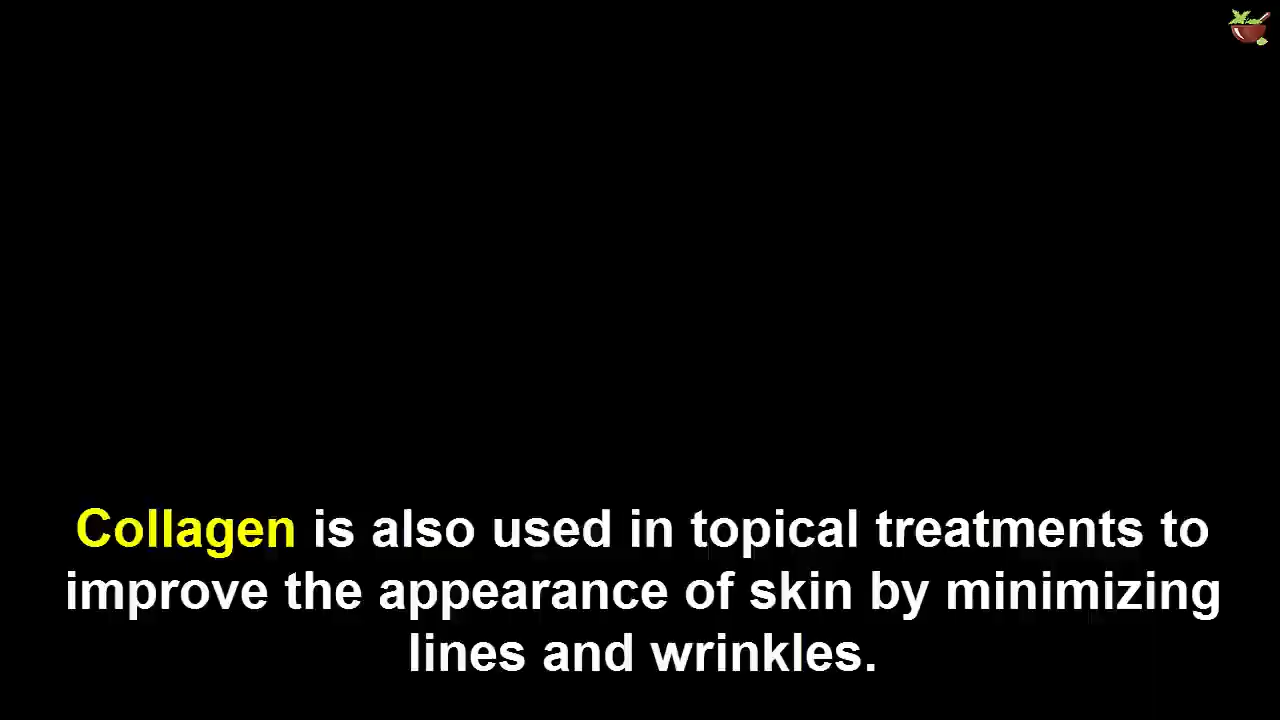 Collagen is also used in topical treatments to
improve the appearance of skin by minimizing
lines and wrinkles.